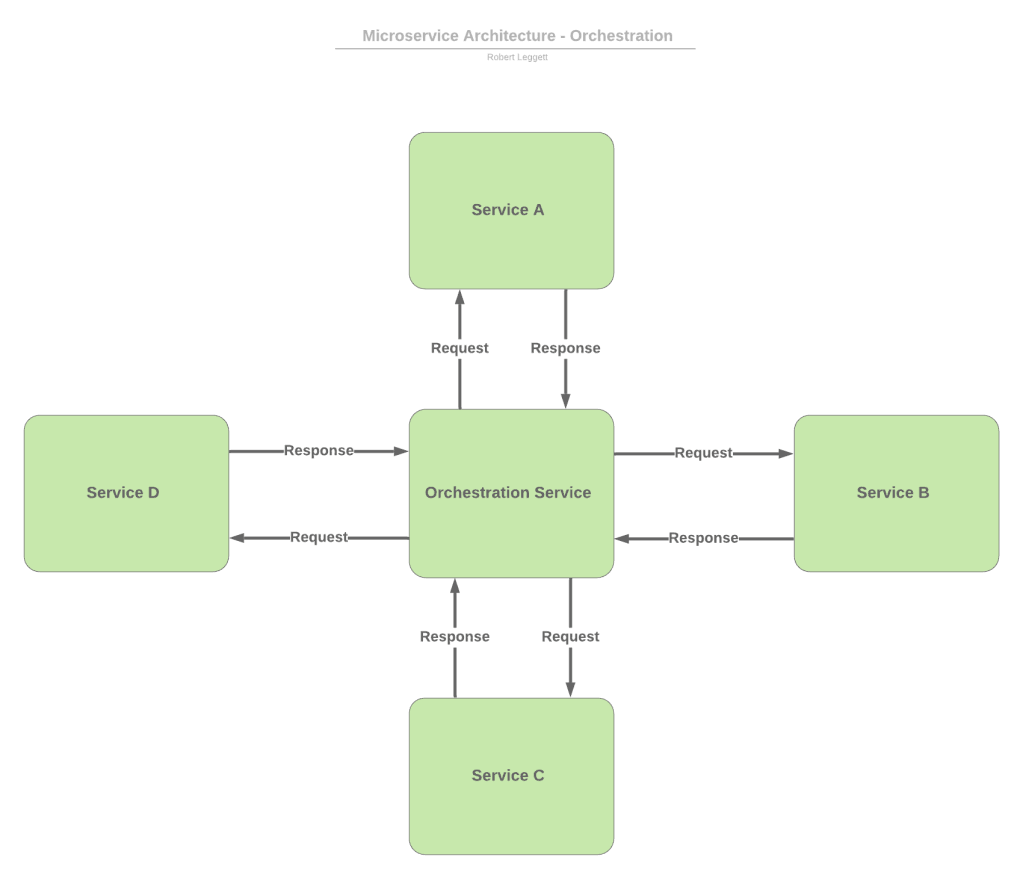 Microservice Architecture - Orchestration
Robert Leggett
Service A
Request
Response
Service D
Response
Request
Orchestration Service
Request
Response
Service B
Response
Request
Service C